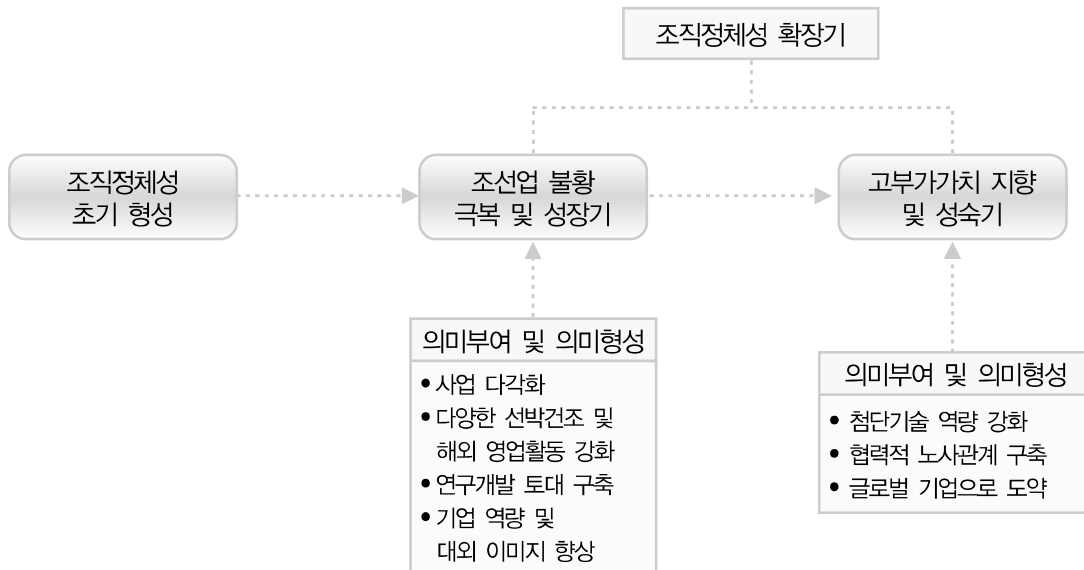 조직정체성 확장기
조직정체성
초기 형성
조선업 불황
극복 및 성장기
고부가가치 지향
및 성숙기
의미부여 및 의미형성
• 사업 다각화
• 다양한 선박건조 및
해외 영업활동 강화
• 연구개발 토대 구축
• 기업 역량 및
대외 이미지 향상
의미부여 및 의미형성
• 첨단기술 역량 강화
• 협력적 노사관계 구축
• 글로벌 기업으로 도약